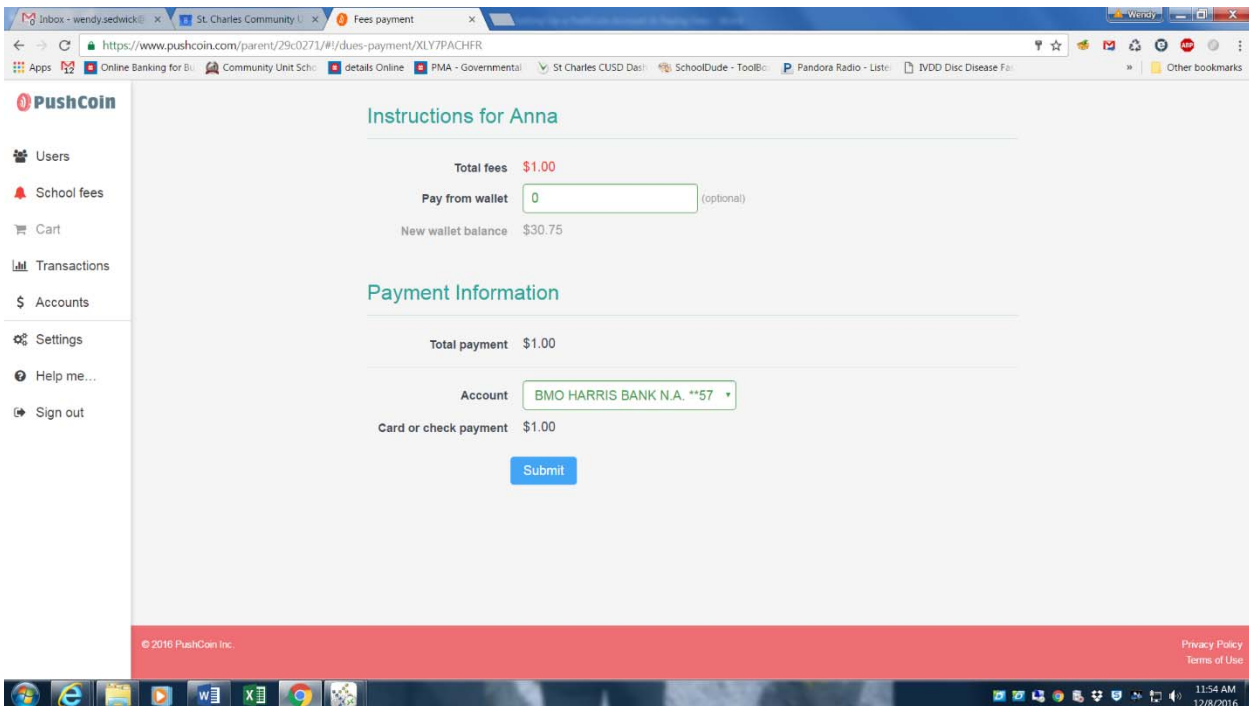 Inbox - wendy.sedwick
St. Charles Community U
Fees payment
Wendy
https://www.pushcoin.com/parent/29c0271/#!/dues-payment/XLY7PACHFR
Apps
Online Banking for Bu
Community Unit Scho
details Online
PMA - Governmental
St Charles CUSD Dash
SchoolDude - ToolBo
Pandora Radio - Liste
IVDD Disc Disease Fa
»
Other bookmarks
PushCoin
Users
School fees
Cart
Transactions
Accounts
Settings
Help me...
Sign out
Instructions for Anna
Total fees $1.00
Pay from wallet 0 (optional)
New wallet balance $30.75
Payment Information
Total payment $1.00
Account BMO HARRIS BANK N.A. **57
Card or check payment $1.00
Submit
© 2016 PushCoin Inc.
Privacy Policy
Terms of Use
11:54 AM
12/8/2016